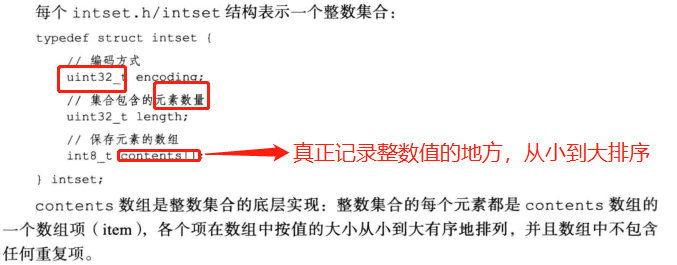 每个 intset.h/intset 结构表示一个整数集合：
typedef struct intset {
// 编码方式
uint32_t encoding;
// 集合包含的元素数量
uint32_t length;
// 保存元素的数组
int8_t contents[];
真正记录整数值的地方，从小到大排序
} intset;
contents 数组是整数集合的底层实现：整数集合的每个元素都是 contents 数组的
一个数组项（item），各个项在数组中按值的大小从小到大有序地排列，并且数组中不包含
任何重复项。